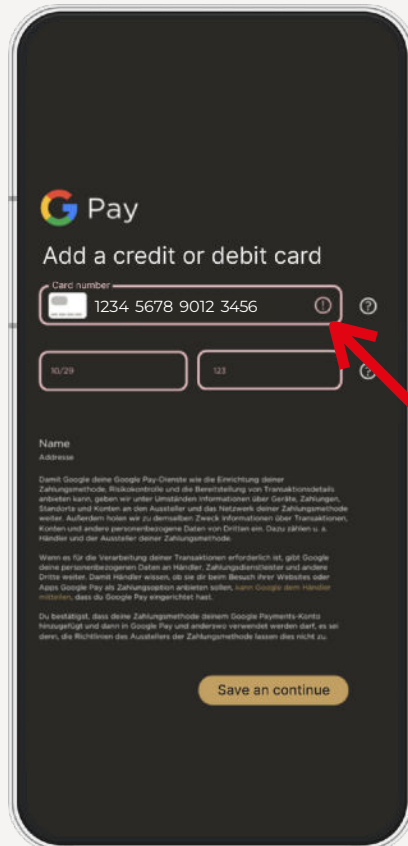 G Pay
Add a credit or debit card
Card number
1234 5678 9012 3456
10/29
123
Name
Addresse
Damit Google deine Google Pay-Dienste wie die Einrichtung deiner
Zahlungsmethode, Risikokontrolle und die Bereitstellung von Transaktionsdetails
anbieten kann, geben wir unter Umständen Informationen über Geräte, Zahlungen,
Standorte und Konten an den Aussteller und das Netzwerk deiner Zahlungsmethode
weiter. Außerdem holen wir zu demselben Zweck Informationen über Transaktionen,
Konten und andere personenbezogene Daten von Dritten ein. Dazu zählen u. a.
Händler und der Aussteller deiner Zahlungsmethode.
Wenn es für die Verarbeitung deiner Transaktionen erforderlich ist, gibt Google
deine personenbezogenen Daten an Händler, Zahlungsdienstleister und andere
Dritte weiter. Damit Händler wissen, ob sie dir beim Besuch ihrer Websites oder
Apps Google Pay als Zahlungsoption anbieten sollen, kann Google dem Händler
mitteilen, dass du Google Pay eingerichtet hast.
Du bestätigst, dass deine Zahlungsmethode deinem Google Payments-Konto
hinzugefügt und dann in Google Pay und anderswo verwendet werden darf, es sei
denn, die Richtlinien des Ausstellers der Zahlungsmethode lassen dies nicht zu.
Save an continue